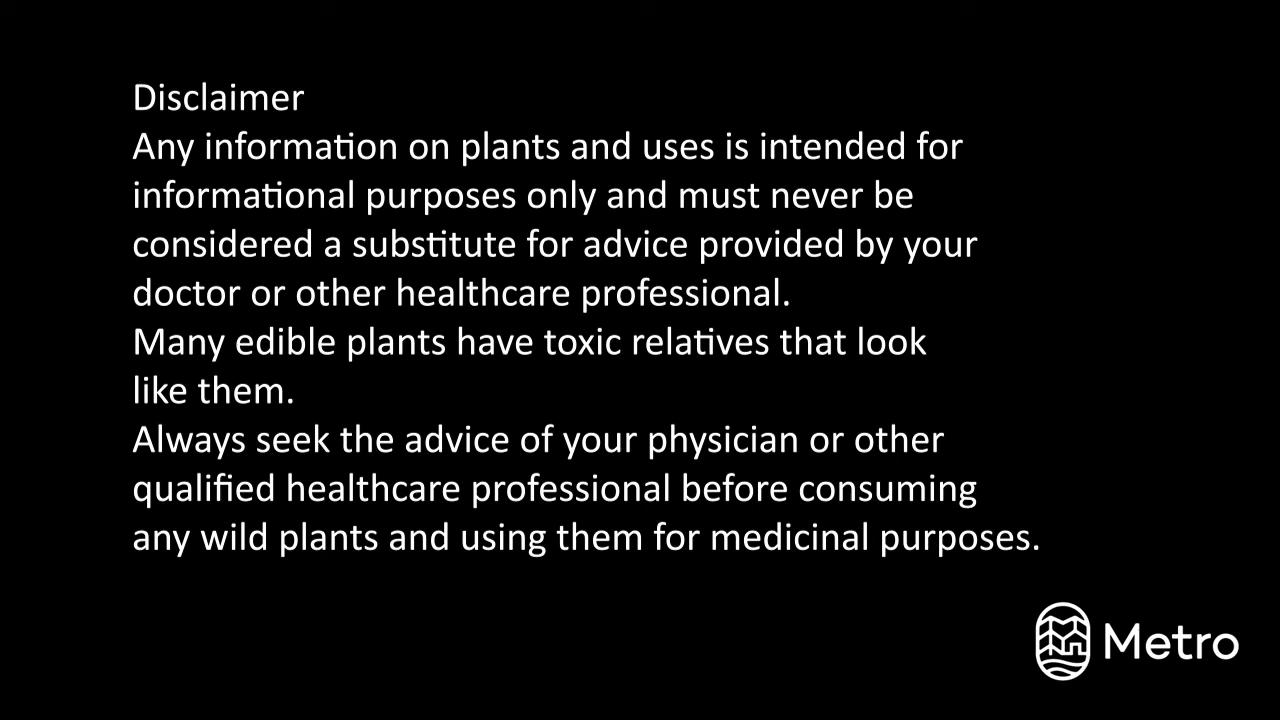 Disclaimer
Any information on plants and uses is intended for
informational purposes only and must never be
considered a substitute for advice provided by your
doctor or other healthcare professional.
Many edible plants have toxic relatives that look
like them.
Always seek the advice of your physician or other
qualified healthcare professional before consuming
any wild plants and using them for medicinal purposes.
Metro